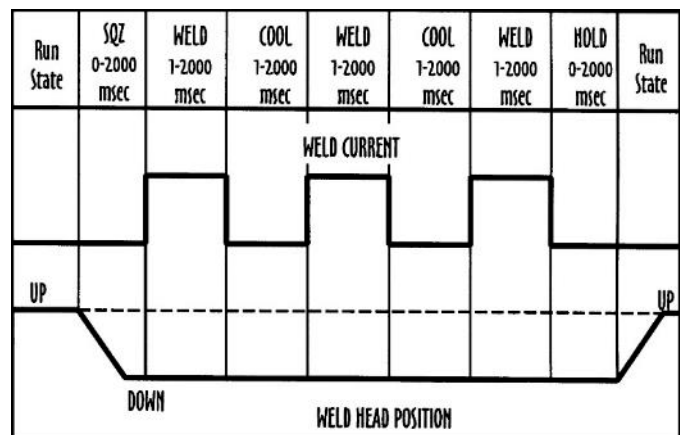 Run State
SQZ 0-2000 msec
WELD 1-2000 msec
COOL 1-2000 msec
WELD 1-2000 msec
COOL 1-2000 msec
WELD 1-2000 msec
HOLD 0-2000 msec
Run State
WELD CURRENT
UP
UP
DOWN
WELD HEAD POSITION